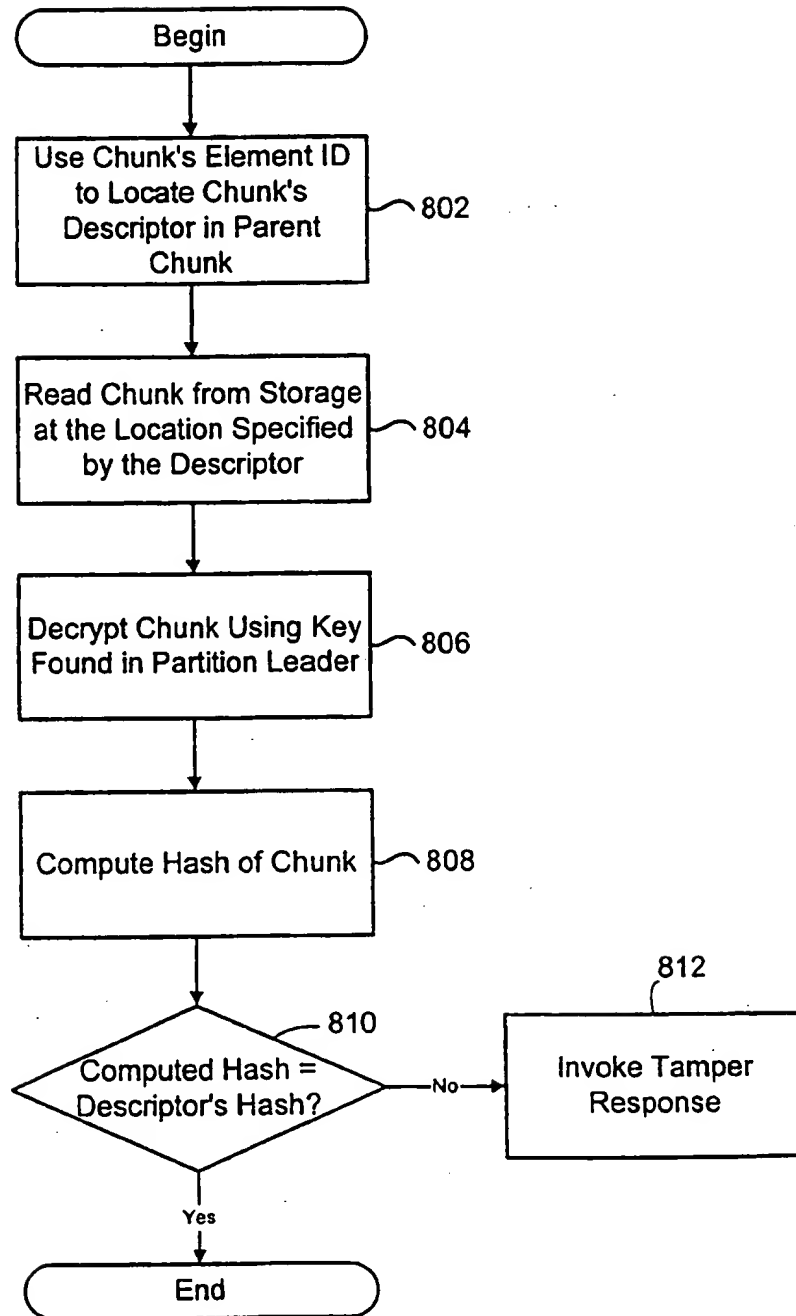 Begin
Use Chunk's Element ID
to Locate Chunk's
Descriptor in Parent
Chunk
802
Read Chunk from Storage
at the Location Specified
by the Descriptor
804
Decrypt Chunk Using Key
Found in Partition Leader
806
Compute Hash of Chunk
808
810
Computed Hash =
Descriptor's Hash?
No
812
Invoke Tamper
Response
Yes
End